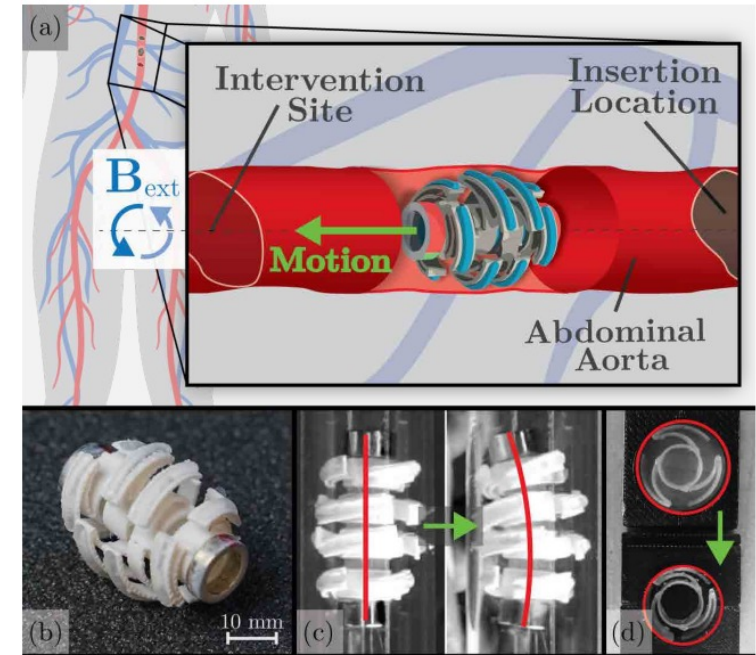 (a)
Intervention
Site
Insertion
Location
B_ext
Motion
Abdominal
Aorta
(b)
10 mm
(c)
(d)